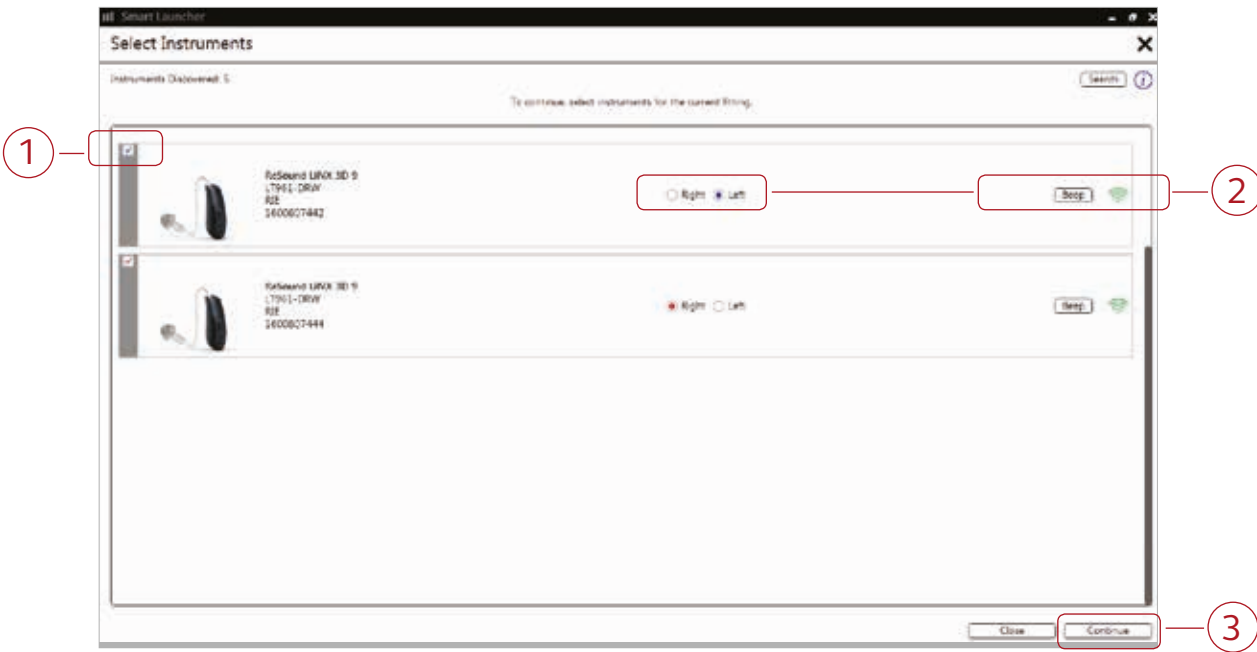 Smart Launcher
Select Instruments
Instruments Discovered: 5
Search
i
To continue, select instruments for the current fitting.
1
ReSound LiNX 3D 9
LT961-DRW
RIE
1600607442
Right Left
Beep
2
ReSound LiNX 3D 9
LT961-DRW
RIE
1600607444
Right Left
Beep
Close
Continue
3